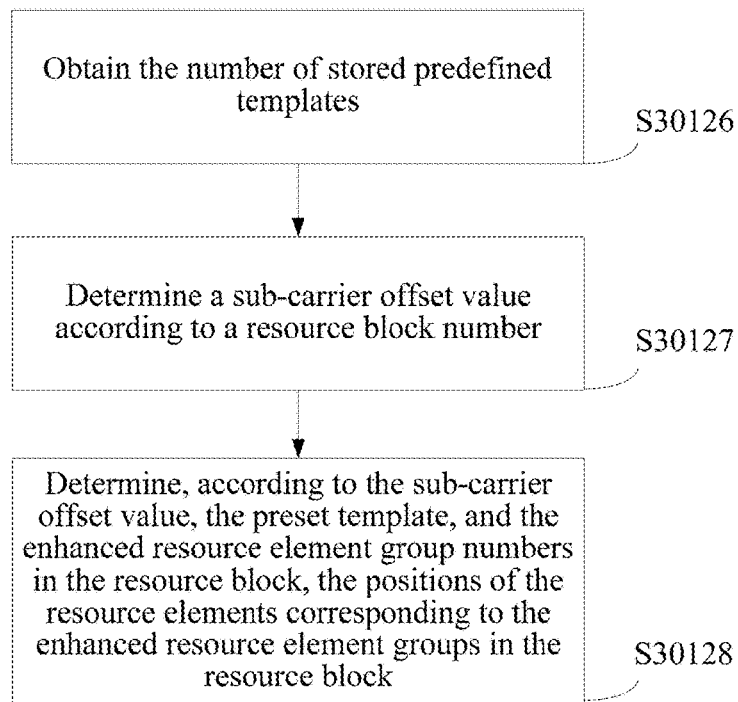 Obtain the number of stored predefined
templates
S30126
Determine a sub-carrier offset value
according to a resource block number
S30127
Determine, according to the sub-carrier
offset value, the preset template, and the
enhanced resource element group numbers
in the resource block, the positions of the
resource elements corresponding to the
enhanced resource element groups in the
resource block
S30128